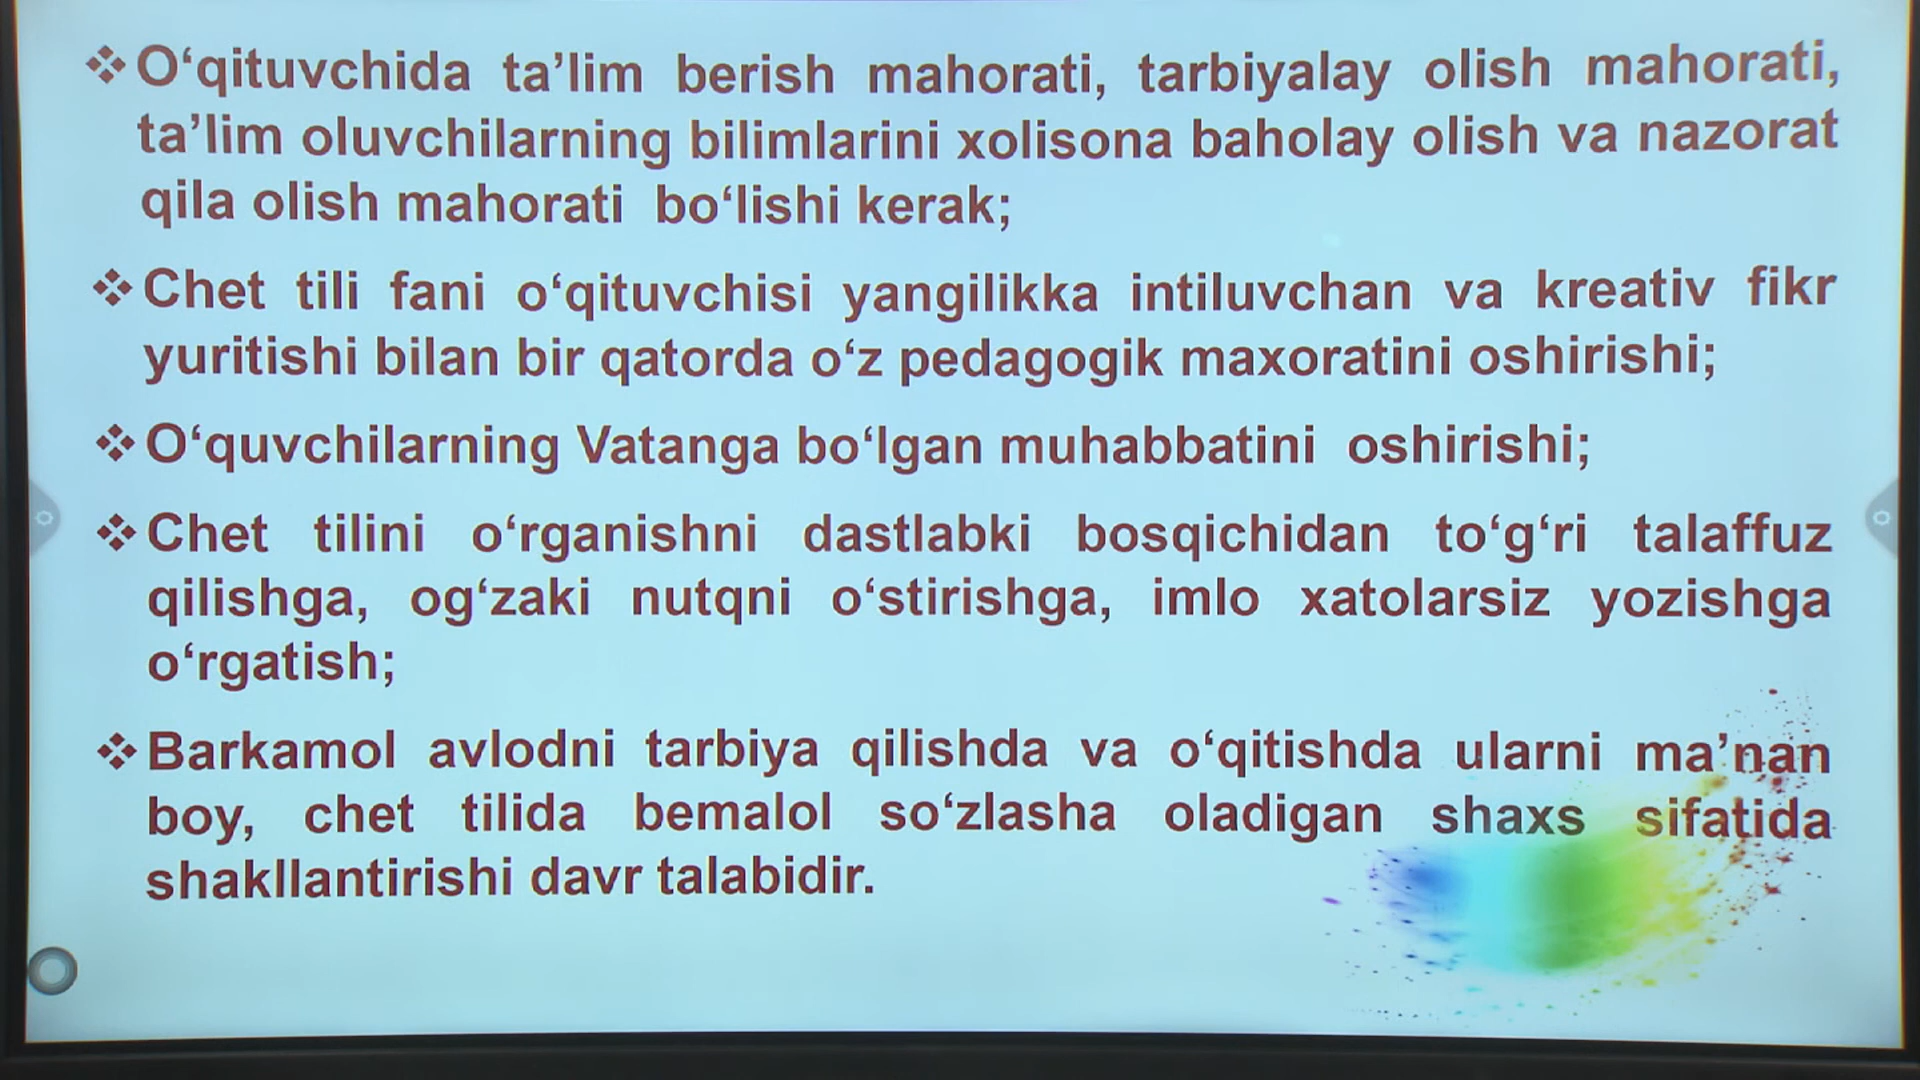 ❖ O‘qituvchida ta’lim berish mahorati, tarbiyalay olish mahorati,
ta’lim oluvchilarning bilimlarini xolisona baholay olish va nazorat
qila olish mahorati bo‘lishi kerak;
❖ Chet tili fani o‘qituvchisi yangilikka intiluvchan va kreativ fikr
yuritishi bilan bir qatorda o‘z pedagogik maxoratini oshirishi;
❖ O‘quvchilarning Vatanga bo‘lgan muhabbatini oshirishi;
❖ Chet tilini o‘rganishni dastlabki bosqichidan to‘g‘ri talaffuz
qilishga, og‘zaki nutqni o‘stirishga, imlo xatolarsiz yozishga
o‘rgatish;
❖ Barkamol avlodni tarbiya qilishda va o‘qitishda ularni ma’nan
boy, chet tilida bemalol so‘zlasha oladigan shaxs sifatida
shakllantirishi davr talabidir.